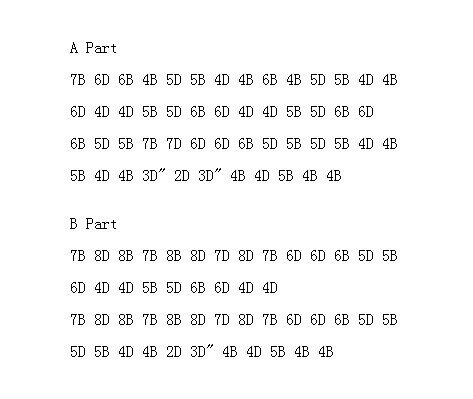 A Part
7B 6D 6B 4B 5D 5B 4D 4B 6B 4B 5D 5B 4D 4B
6D 4D 4D 5B 5D 6B 6D 4D 4D 5B 5D 6B 6D
6B 5D 5B 7B 7D 6D 6D 6B 5D 5B 5D 5B 4D 4B
5B 4D 4B 3D" 2D 3D" 4B 4D 5B 4B 4B
B Part
7B 8D 8B 7B 8B 8D 7D 8D 7B 6D 6D 6B 5D 5B
6D 4D 4D 5B 5D 6B 6D 4D 4D
7B 8D 8B 7B 8B 8D 7D 8D 7B 6D 6D 6B 5D 5B
5D 5B 4D 4B 2D 3D" 4B 4D 5B 4B 4B